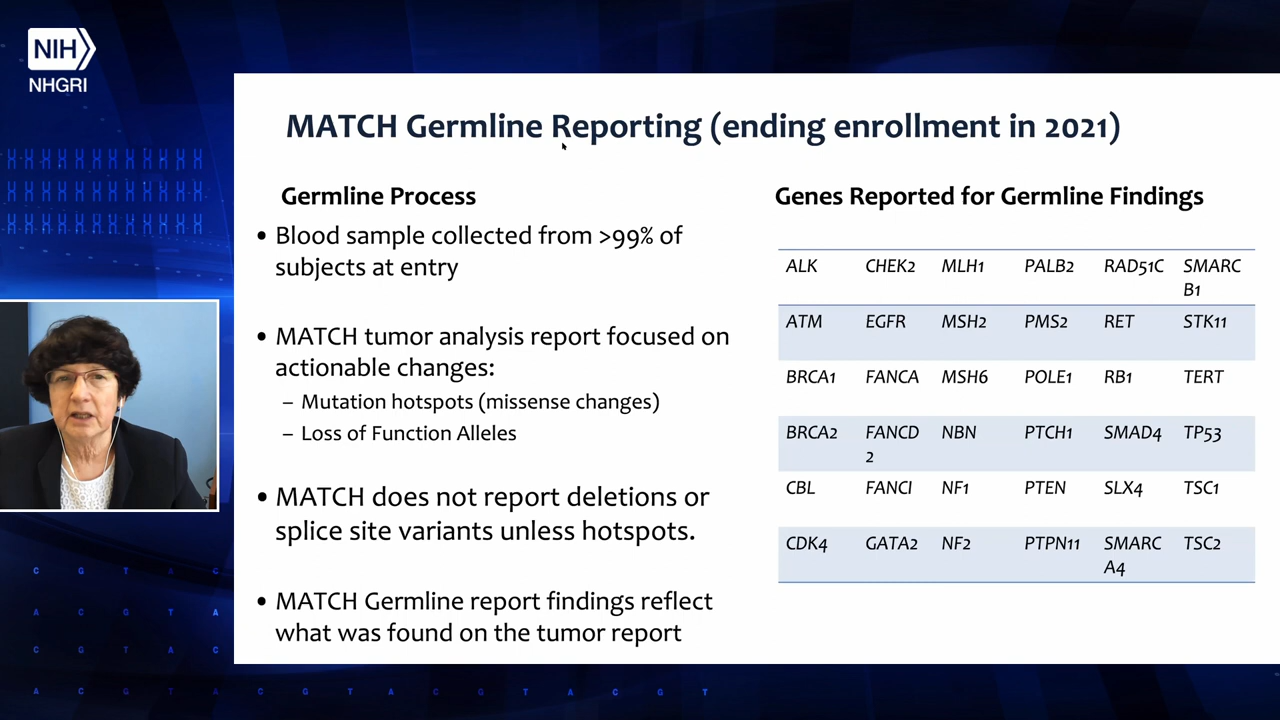 NIH
NHGRI
MATCH Germline Reporting (ending enrollment in 2021)
Germline Process
• Blood sample collected from >99% of
subjects at entry
• MATCH tumor analysis report focused on
actionable changes:
– Mutation hotspots (missense changes)
– Loss of Function Alleles
• MATCH does not report deletions or
splice site variants unless hotspots.
• MATCH Germline report findings reflect
what was found on the tumor report
Genes Reported for Germline Findings
ALK CHEK2 MLH1 PALB2 RAD51C SMARC
B1
ATM EGFR MSH2 PMS2 RET STK11
BRCA1 FANCA MSH6 POLE1 RB1 TERT
BRCA2 FANCD NBN PTCH1 SMAD4 TP53
2
CBL FANCI NF1 PTEN SLX4 TSC1
CDK4 GATA2 NF2 PTPN11 SMARC TSC2
A4
C G T A C
A C G T A
C G T A C
A C G T A C G T A C G T A C G T